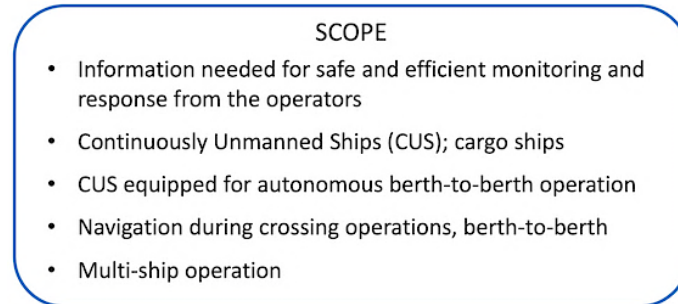 SCOPE
• Information needed for safe and efficient monitoring and
response from the operators
• Continuously Unmanned Ships (CUS); cargo ships
• CUS equipped for autonomous berth-to-berth operation
• Navigation during crossing operations, berth-to-berth
• Multi-ship operation